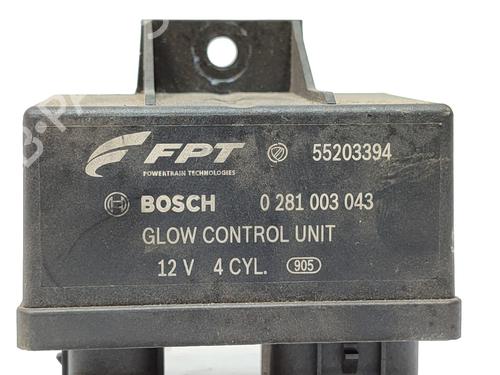 FPT 55203394
POWERTRAIN TECHNOLOGIES
BOSCH 0 281 003 043
GLOW CONTROL UNIT
12 V 4 CYL. 905